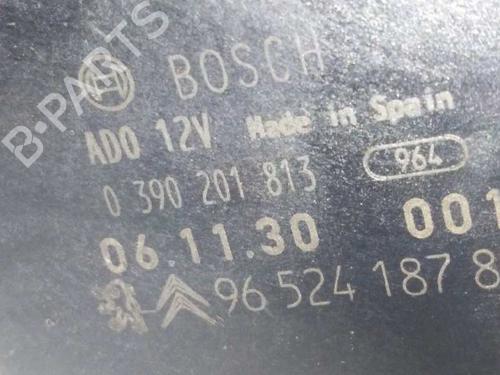 B-PARTS
BOSCH
ADO 12V Made in Spain
0 390 201 813 964
06.11.30 001
96 524 187 8